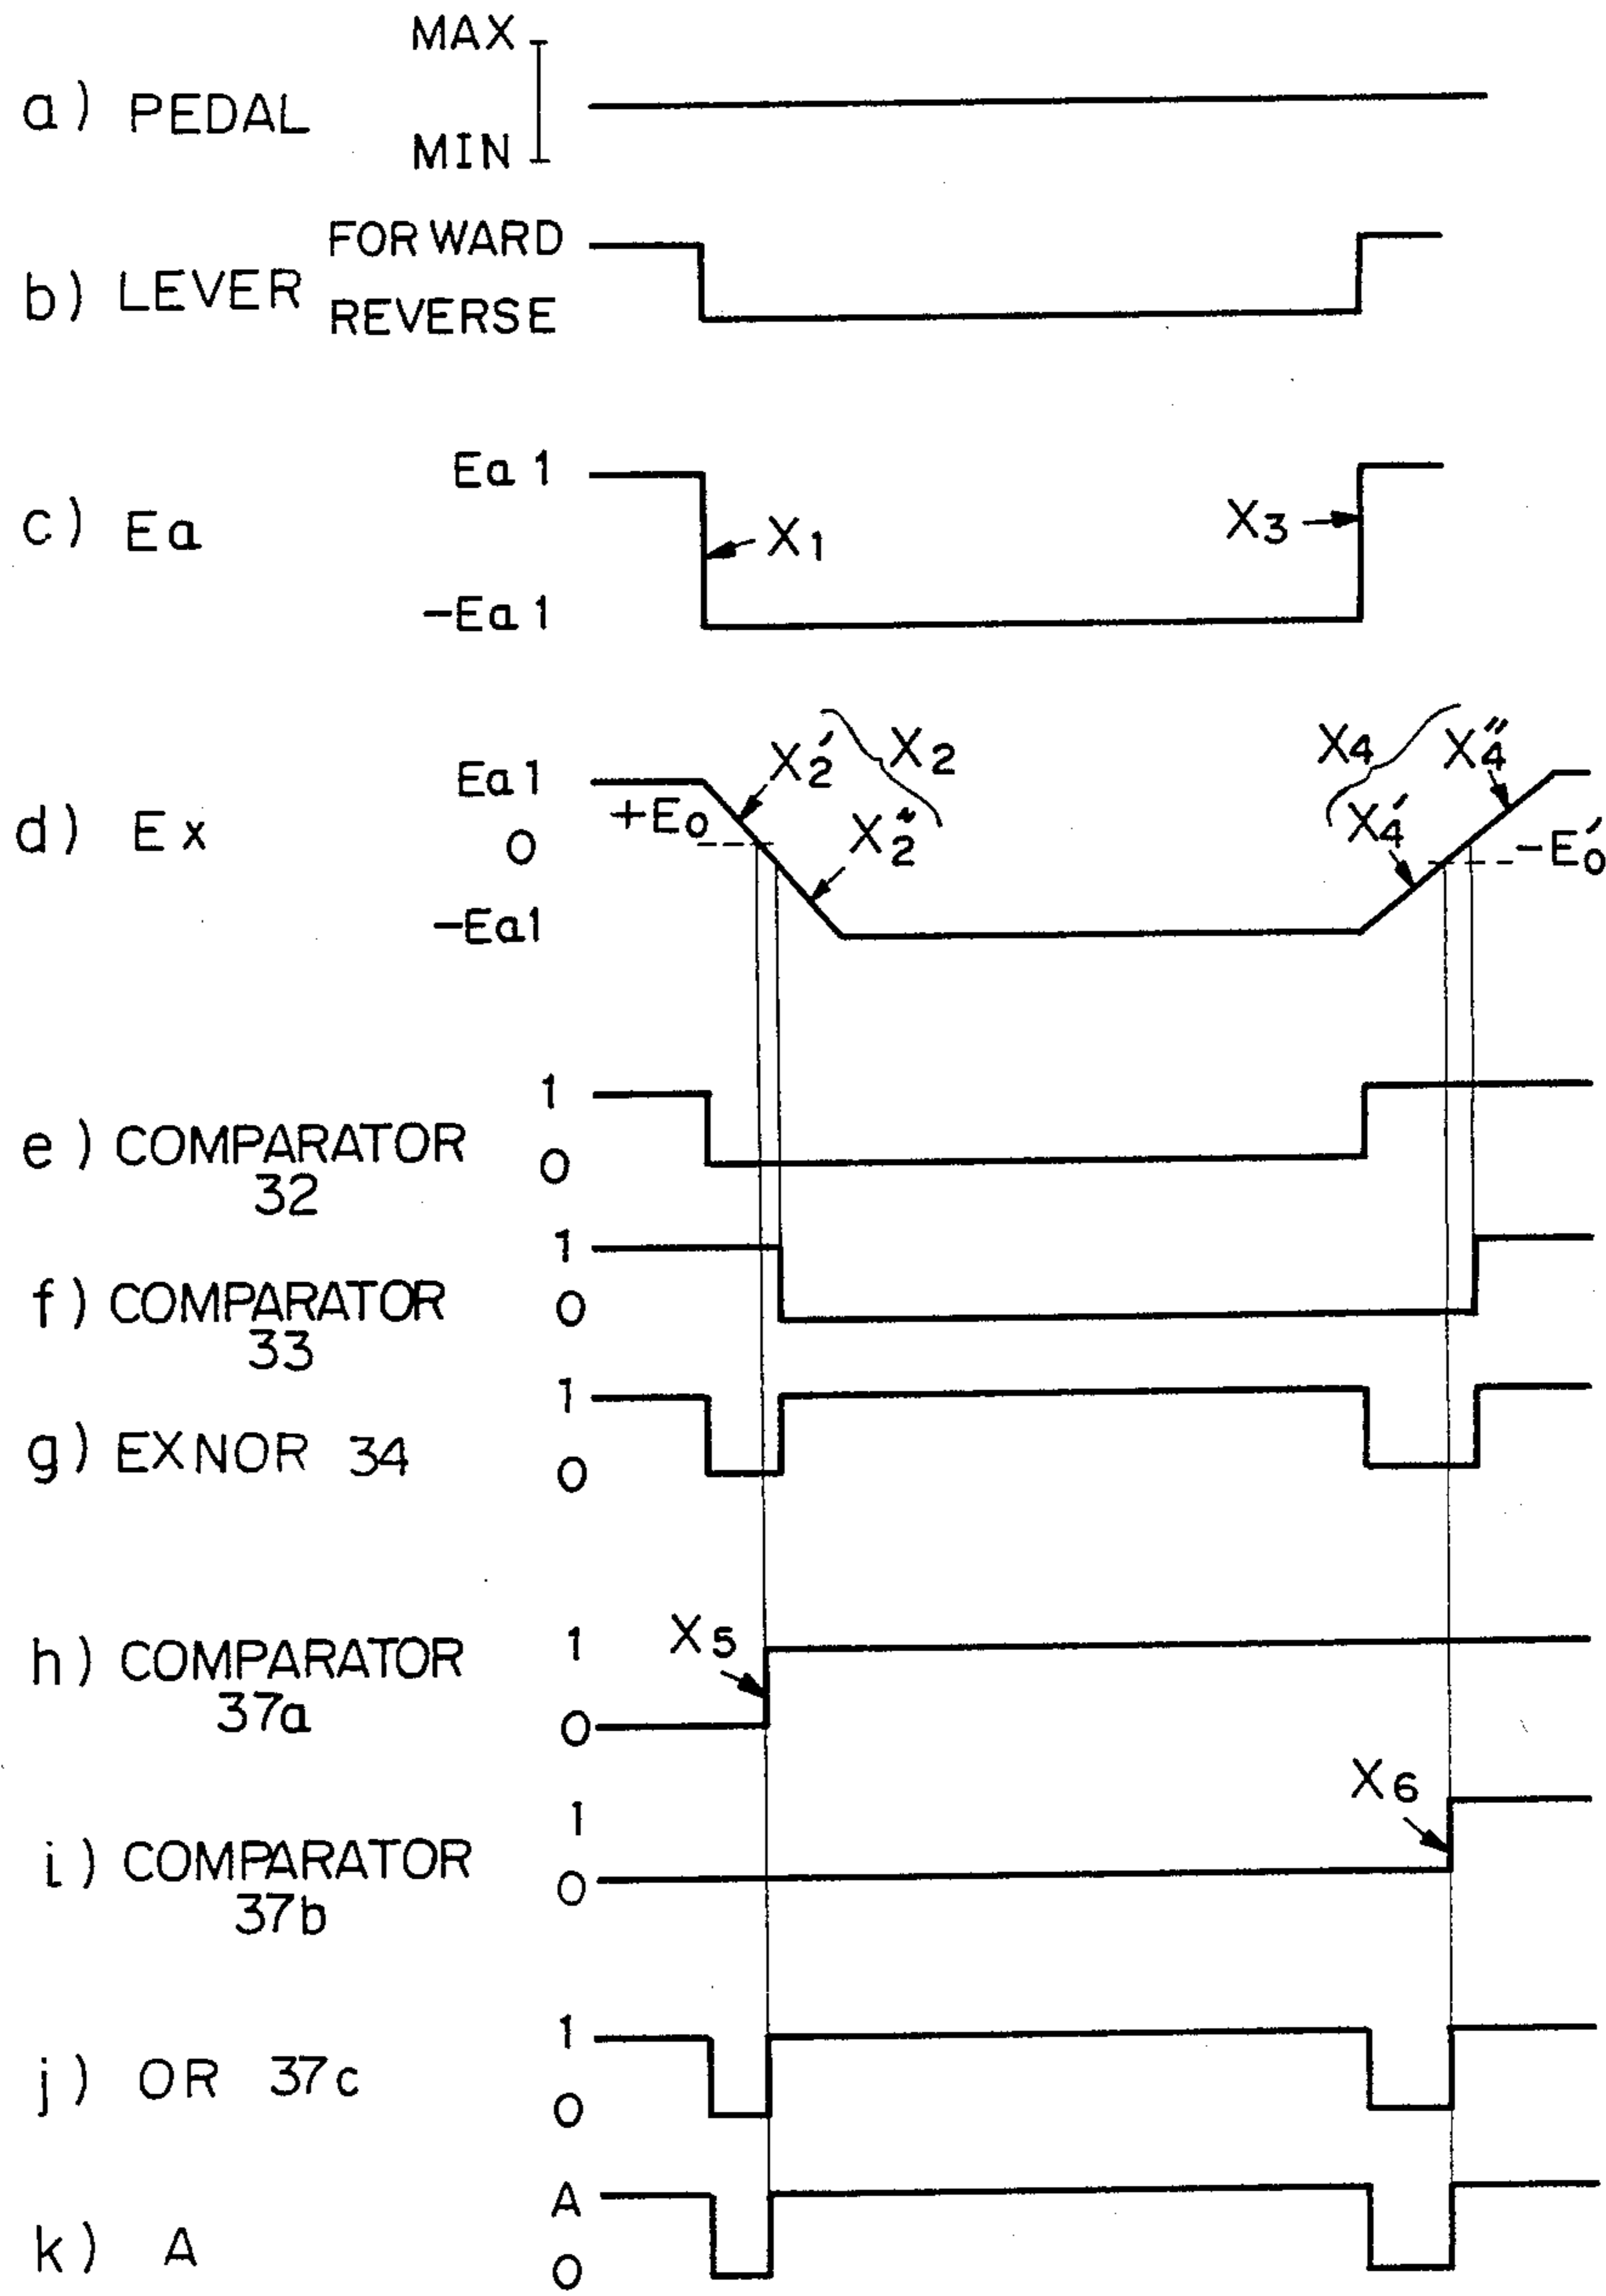 MAX
a) PEDAL
MIN
FORWARD
b) LEVER
REVERSE
Ea 1
c) Ea
X1
X3
-Ea 1
X2' X2
X4 X4''
Ea1
+E0
d) Ex
0
X2''
X4'
-E0'
-Ea1
1
e) COMPARATOR
0
32
1
f) COMPARATOR
0
33
1
g) EXNOR 34
0
X5
1
h) COMPARATOR
37a
0
X6
1
i) COMPARATOR
0
37b
1
j) OR 37c
0
A
k) A
0